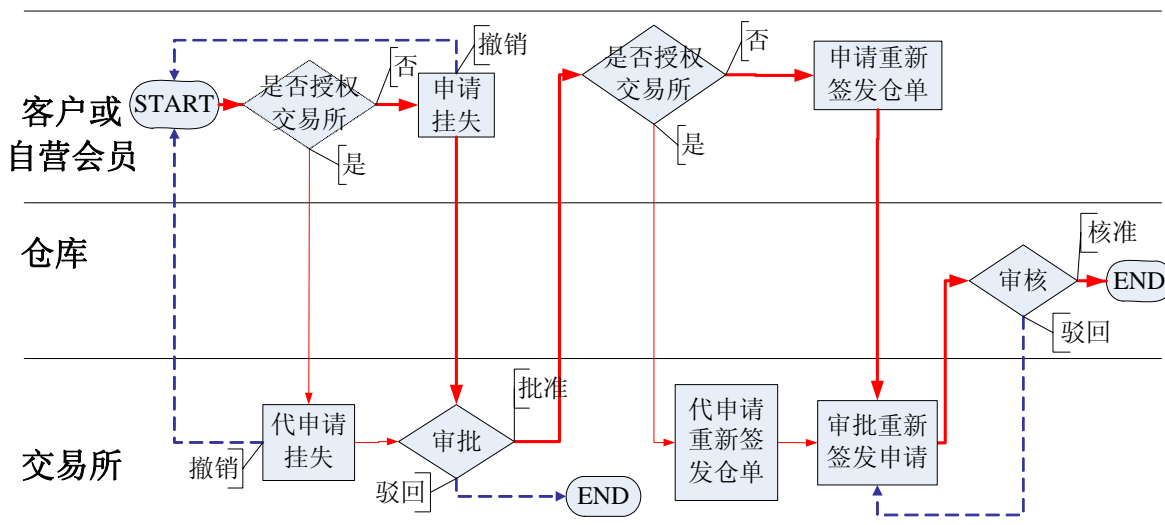 客户或
自营会员
START
是否授权
交易所
否
是
申请
挂失
撤销
是否授权
交易所
否
是
申请重新
签发仓单
仓库
审核
核准
END
驳回
交易所
代申请
挂失
撤销
审批
批准
驳回
END
代申请
重新签
发仓单
审批重新
签发申请